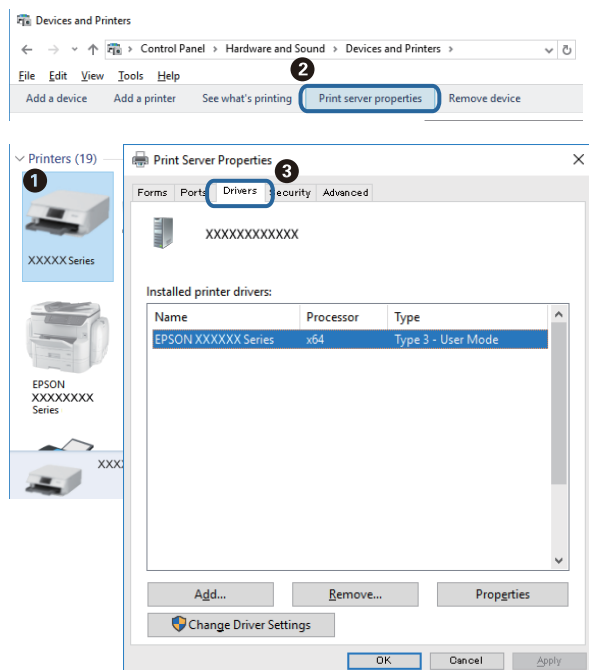 Devices and Printers
Control Panel > Hardware and Sound > Devices and Printers >
File Edit View Tools Help
2
Add a device Add a printer See what's printing Print server properties Remove device
Printers (19)
1
XXXXX Series
EPSON
XXXXXXXX
Series
XXX
Print Server Properties
3
Forms Ports Drivers Security Advanced
XXXXXXXXXXXX
Installed printer drivers:
Name Processor Type
EPSON XXXXXX Series x64 Type 3 - User Mode
Add... Remove... Properties
Change Driver Settings
OK Cancel Apply